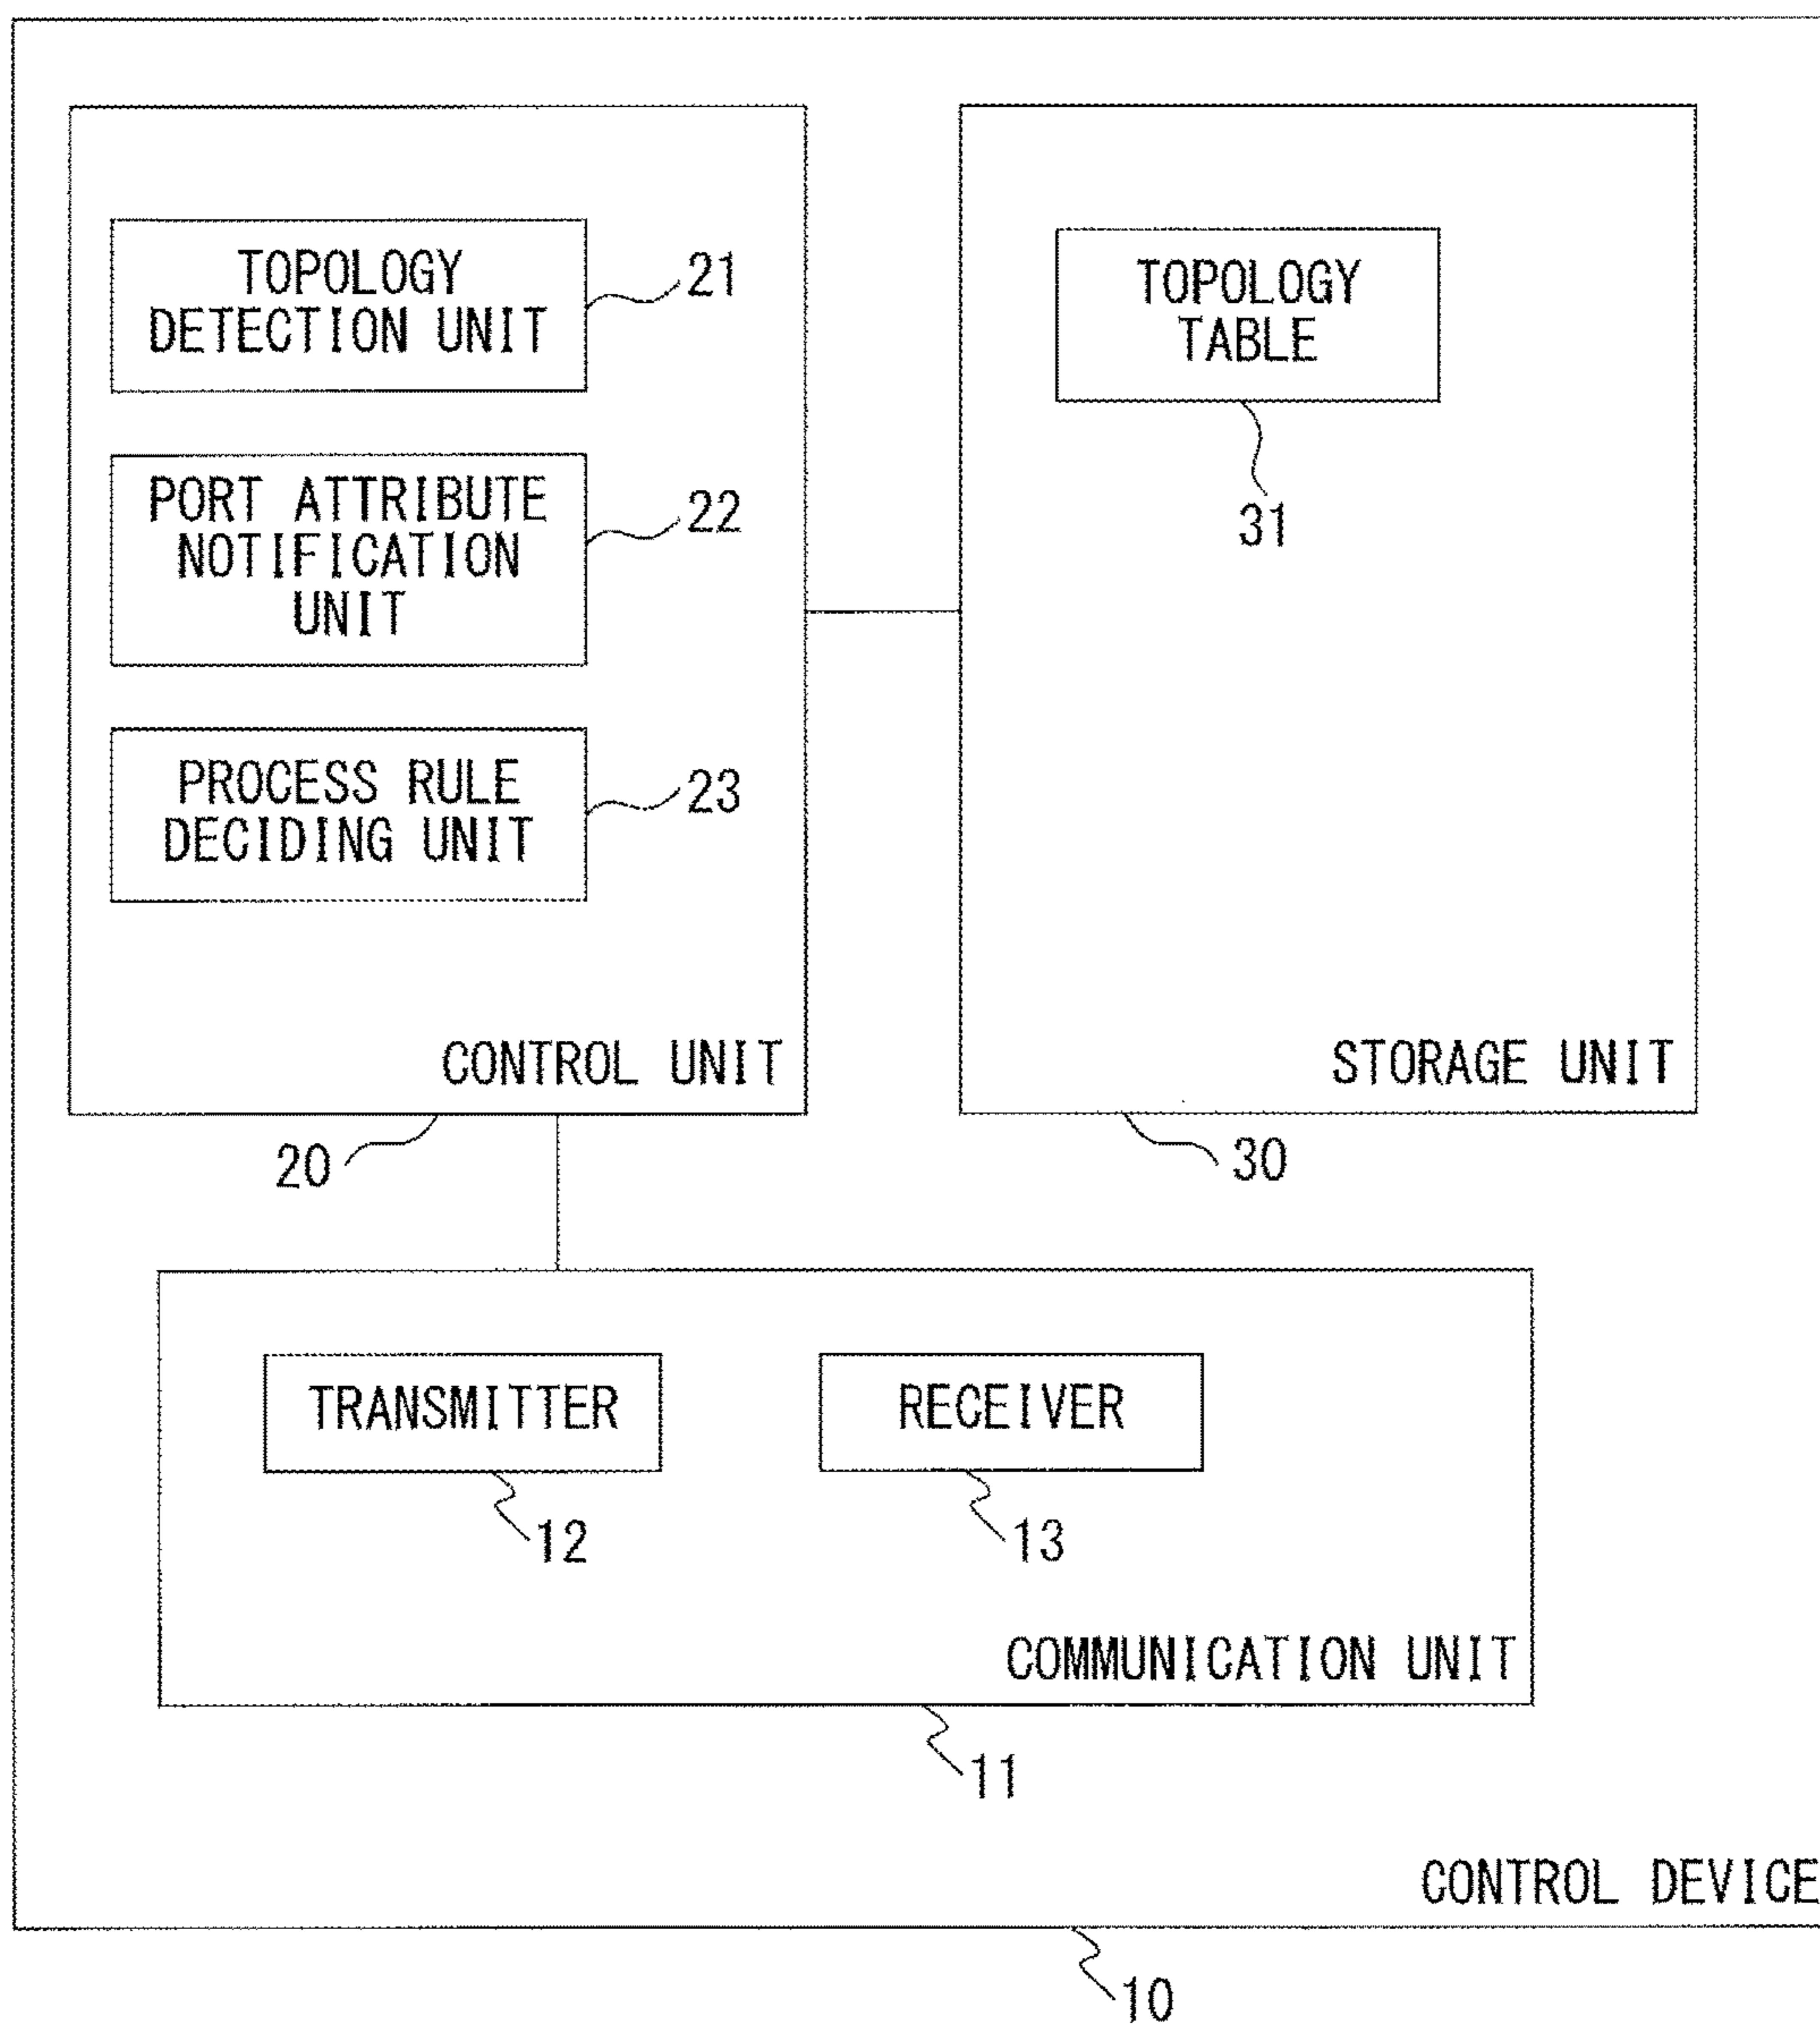 TOPOLOGY
DETECTION UNIT
21
PORT ATTRIBUTE
NOTIFICATION
UNIT
22
PROCESS RULE
DECIDING UNIT
23
CONTROL UNIT
20
TOPOLOGY
TABLE
31
STORAGE UNIT
30
TRANSMITTER
12
RECEIVER
13
COMMUNICATION UNIT
11
CONTROL DEVICE
10